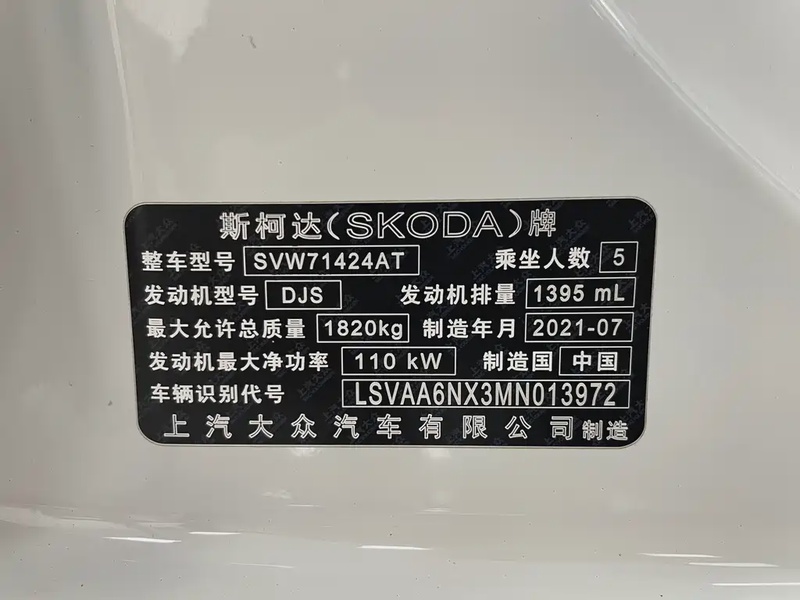 斯柯达(SKODA)牌
整车型号 SVW71424AT 乘坐人数 5
发动机型号 DJS 发动机排量 1395 mL
最大允许总质量 1820kg 制造年月 2021-07
发动机最大净功率 110 kW 制造国 中国
车辆识别代号 LSVAA6NX3MN013972
上汽大众汽车有限公司制造